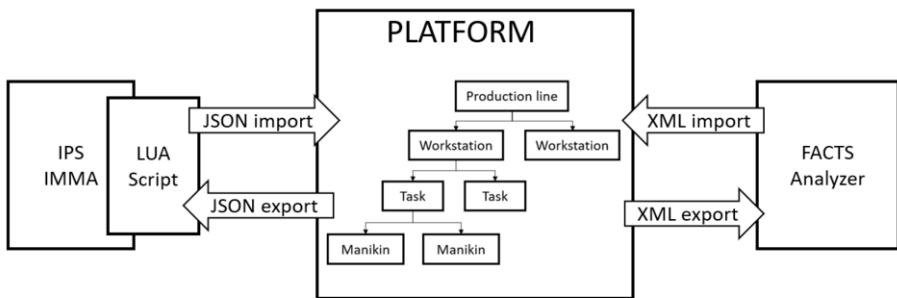 PLATFORM
Production line
Workstation
Workstation
Task
Task
Manikin
Manikin
IPS
IMMA
LUA
Script
JSON import
JSON export
XML import
XML export
FACTS
Analyzer